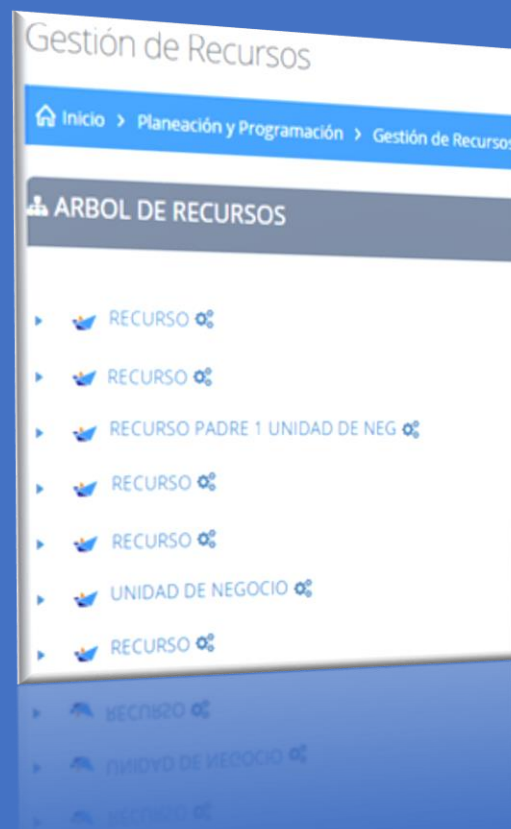 Gestión de Recursos
Inicio > Planeación y Programación > Gestión de Recursos
ARBOL DE RECURSOS
RECURSO
RECURSO
RECURSO PADRE 1 UNIDAD DE NEG
RECURSO
RECURSO
UNIDAD DE NEGOCIO
RECURSO